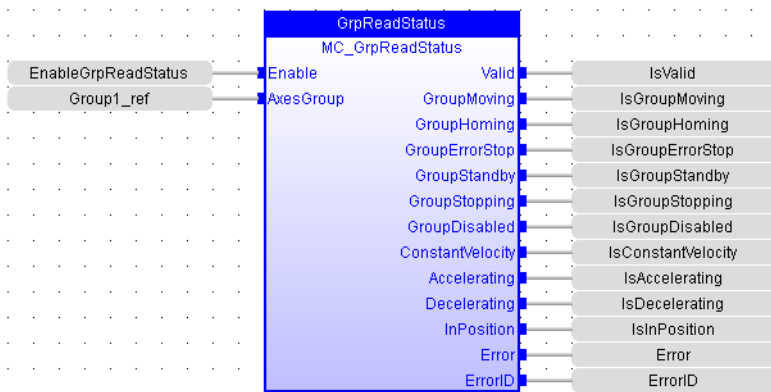 GrpReadStatus
MC_GrpReadStatus
EnableGrpReadStatus Enable Valid IsValid
Group1_ref AxesGroup GroupMoving IsGroupMoving
GroupHoming IsGroupHoming
GroupErrorStop IsGroupErrorStop
GroupStandby IsGroupStandby
GroupStopping IsGroupStopping
GroupDisabled IsGroupDisabled
ConstantVelocity IsConstantVelocity
Accelerating IsAccelerating
Decelerating IsDecelerating
InPosition IsInPosition
Error Error
ErrorID ErrorID